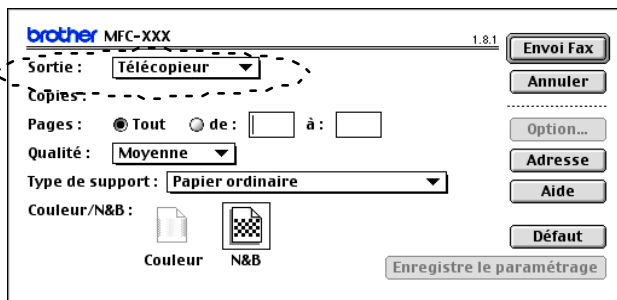 brother MFC-XXX 1.8.1
Envoi Fax
Sortie : Télécopieur
Annuler
Copies :
Pages : Tout de : à :
Option...
Qualité : Moyenne
Adresse
Type de support : Papier ordinaire
Aide
Couleur/N&B :
Défaut
Couleur N&B
Enregistre le paramétrage